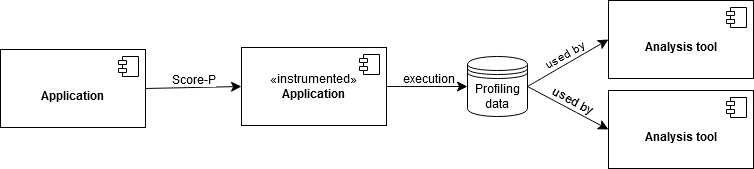 Application
Score-P
«instrumented»
Application
execution
Profiling
data
used by
Analysis tool
used by
Analysis tool